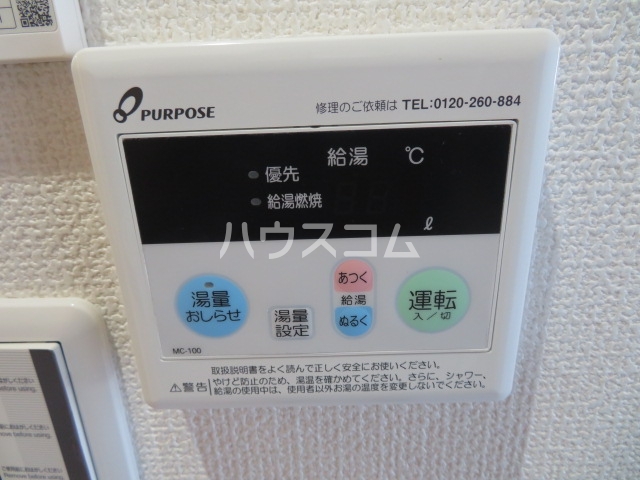 PURPOSE
修理のご依頼は TEL:0120-260-884
給湯 ℃
優先
給湯燃焼
ℓ
ハウスコム
湯量
おしらせ
湯量
設定
あつく
給湯
ぬるく
運転
入/切
MC-100
取扱説明書をよく読んで正しく安全にお使いください。
警告
やけど防止のため、湯温を確かめてください。さらに、シャワー、
給湯の使用中は、使用者以外お湯の温度を変更しないでください。
before using.